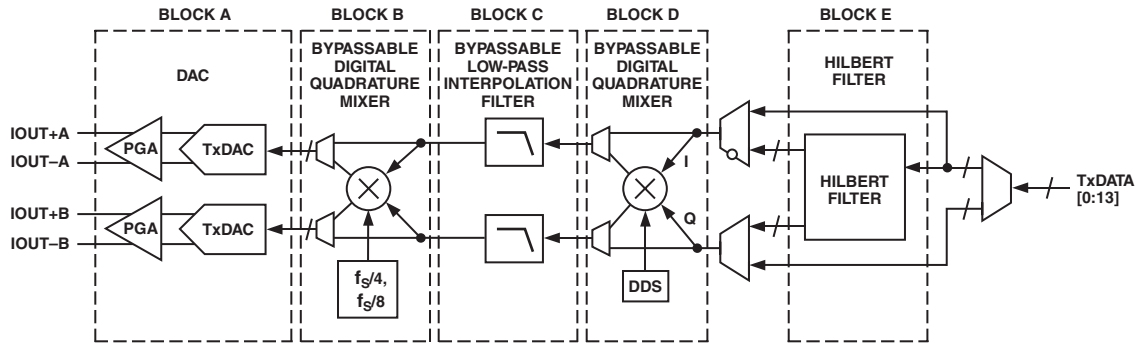 BLOCK A
BLOCK B
BLOCK C
BLOCK D
BLOCK E
DAC
BYPASSABLE
DIGITAL
QUADRATURE
MIXER
BYPASSABLE
LOW-PASS
INTERPOLATION
FILTER
BYPASSABLE
DIGITAL
QUADRATURE
MIXER
HILBERT
FILTER
IOUT+A
IOUT–A
PGA
TxDAC
I
HILBERT
FILTER
TxDATA
[0:13]
IOUT+B
IOUT–B
PGA
TxDAC
Q
fS/4,
fS/8
DDS